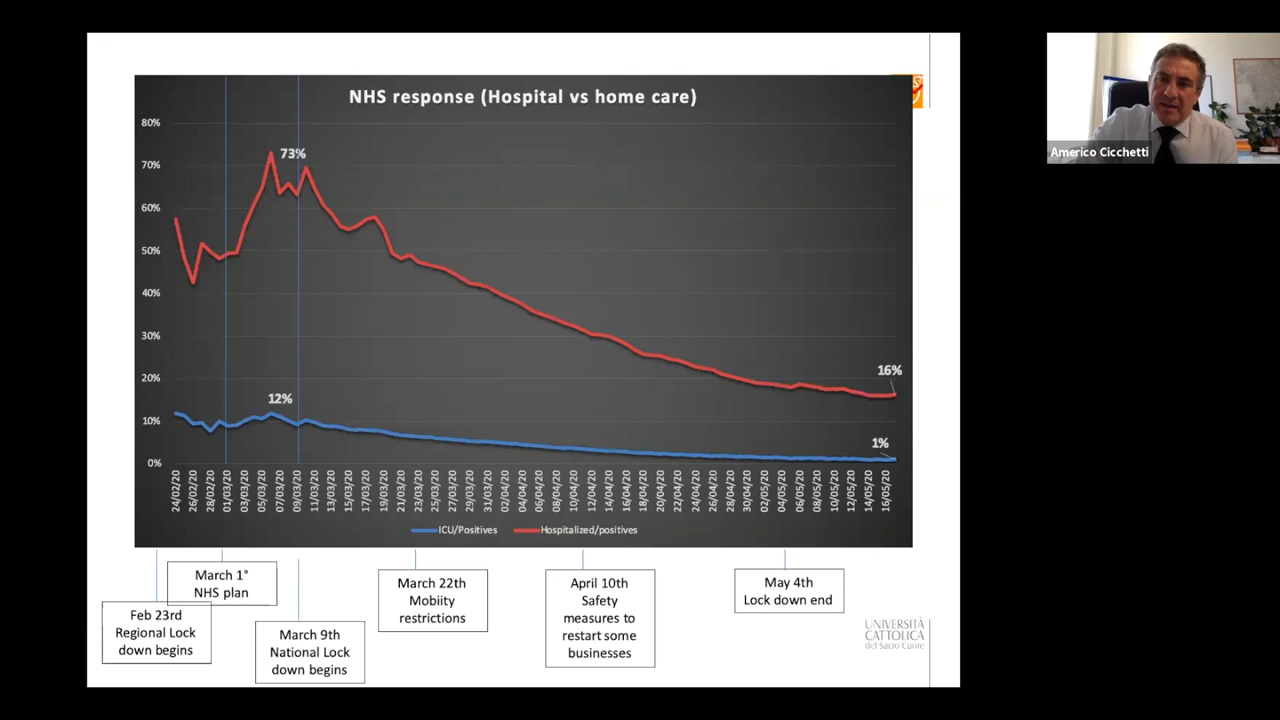 NHS response (Hospital vs home care)
80%
70%
60%
50%
40%
30%
20%
10%
0%
73%
12%
16%
1%
24/02/20
26/02/20
28/02/20
01/03/20
03/03/20
05/03/20
07/03/20
09/03/20
11/03/20
13/03/20
15/03/20
17/03/20
19/03/20
21/03/20
23/03/20
25/03/20
27/03/20
29/03/20
31/03/20
02/04/20
04/04/20
06/04/20
08/04/20
10/04/20
12/04/20
14/04/20
16/04/20
18/04/20
20/04/20
22/04/20
24/04/20
26/04/20
28/04/20
30/04/20
02/05/20
04/05/20
06/05/20
08/05/20
10/05/20
12/05/20
14/05/20
16/05/20
ICU/Positives
Hospitalized/positives
Feb 23rd
Regional Lock
down begins
March 1°
NHS plan
March 9th
National Lock
down begins
March 22th
Mobiity
restrictions
April 10th
Safety
measures to
restart some
businesses
May 4th
Lock down end
UNIVERSITÀ
CATTOLICA
del Sacro Cuore
Americo Cicchetti